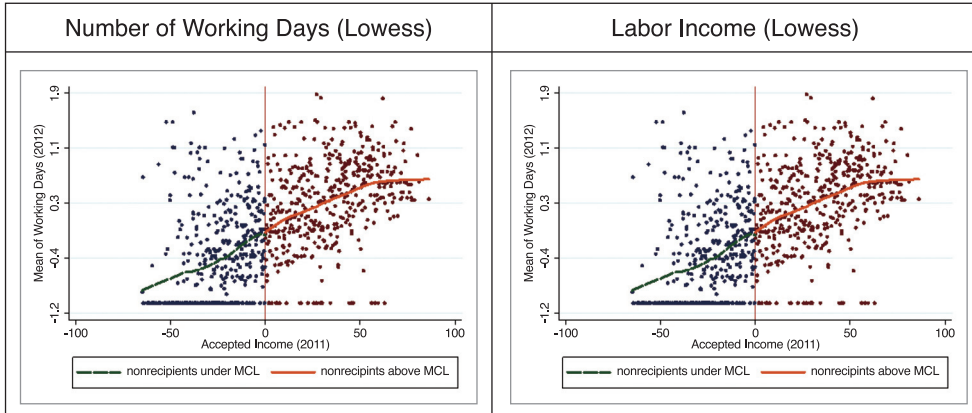 Number of Working Days (Lowess)
Labor Income (Lowess)
Mean of Working Days (2012)
1.9
1.1
0.3
-0.4
-1.2
-100
-50
0
50
100
Accepted Income (2011)
nonrecipients under MCL
nonrecipints above MCL
Mean of Working Days (2012)
1.9
1.1
0.3
-0.4
-1.2
-100
-50
0
50
100
Accepted Income (2011)
nonrecipients under MCL
nonrecipints above MCL